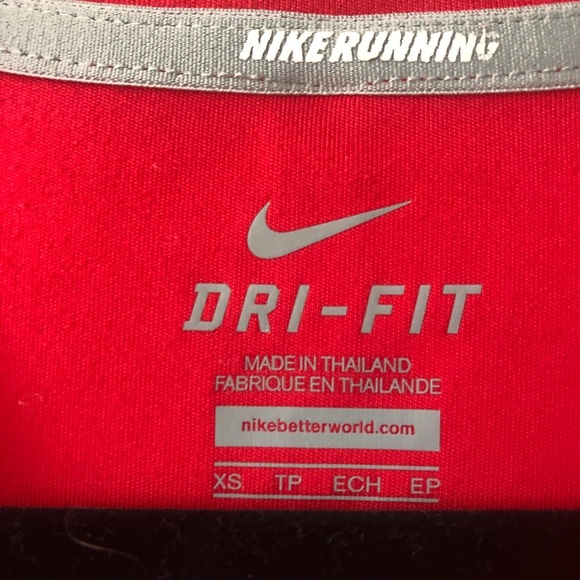 NIKERUNNING
DRI-FIT
MADE IN THAILAND
FABRIQUE EN THAILANDE
nikebetterworld.com
XS TP ECH EP